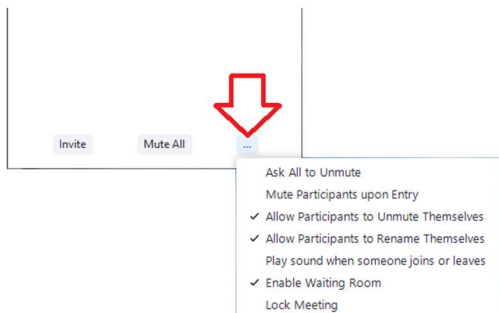 Invite Mute All ...
Ask All to Unmute
Mute Participants upon Entry
✓ Allow Participants to Unmute Themselves
✓ Allow Participants to Rename Themselves
Play sound when someone joins or leaves
✓ Enable Waiting Room
Lock Meeting